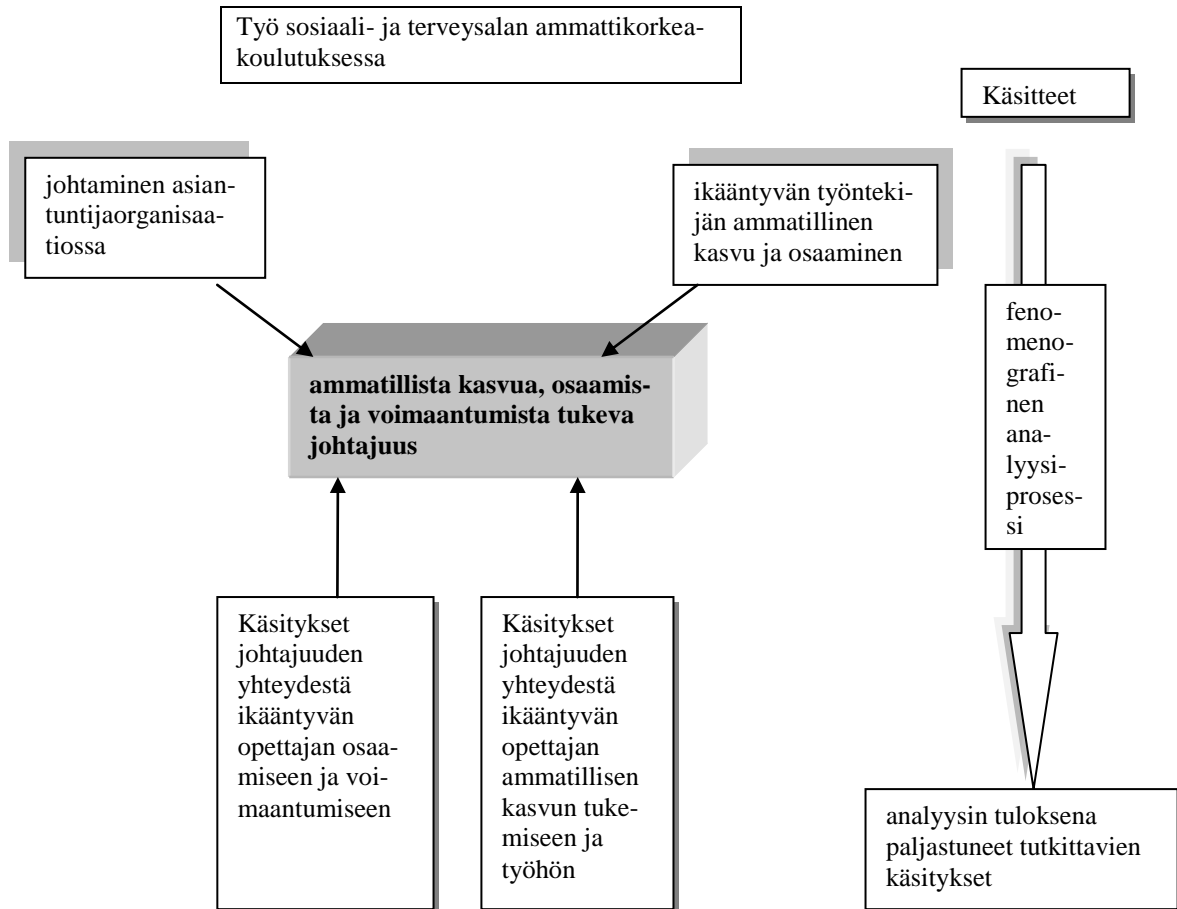 Työ sosiaali- ja terveysalan ammattikorkea-
koulutuksessa
Käsitteet
johtaminen asian-
tuntijaorganisaa-
tiossa
ikääntyvän työnteki-
jän ammatillinen
kasvu ja osaaminen
ammatillista kasvua, osaamis-
ta ja voimaantumista tukeva
johtajuus
feno-
meno-
grafi-
nen
ana-
lyysi-
proses-
si
Käsitykset
johtajuuden
yhteydestä
ikääntyvän
opettajan osaa-
miseen ja voi-
maantumiseen
Käsitykset
johtajuuden
yhteydestä
ikääntyvän
opettajan
ammatillisen
kasvun tuke-
miseen ja
työhön
analyysin tuloksena
paljastuneet tutkittavien
käsitykset